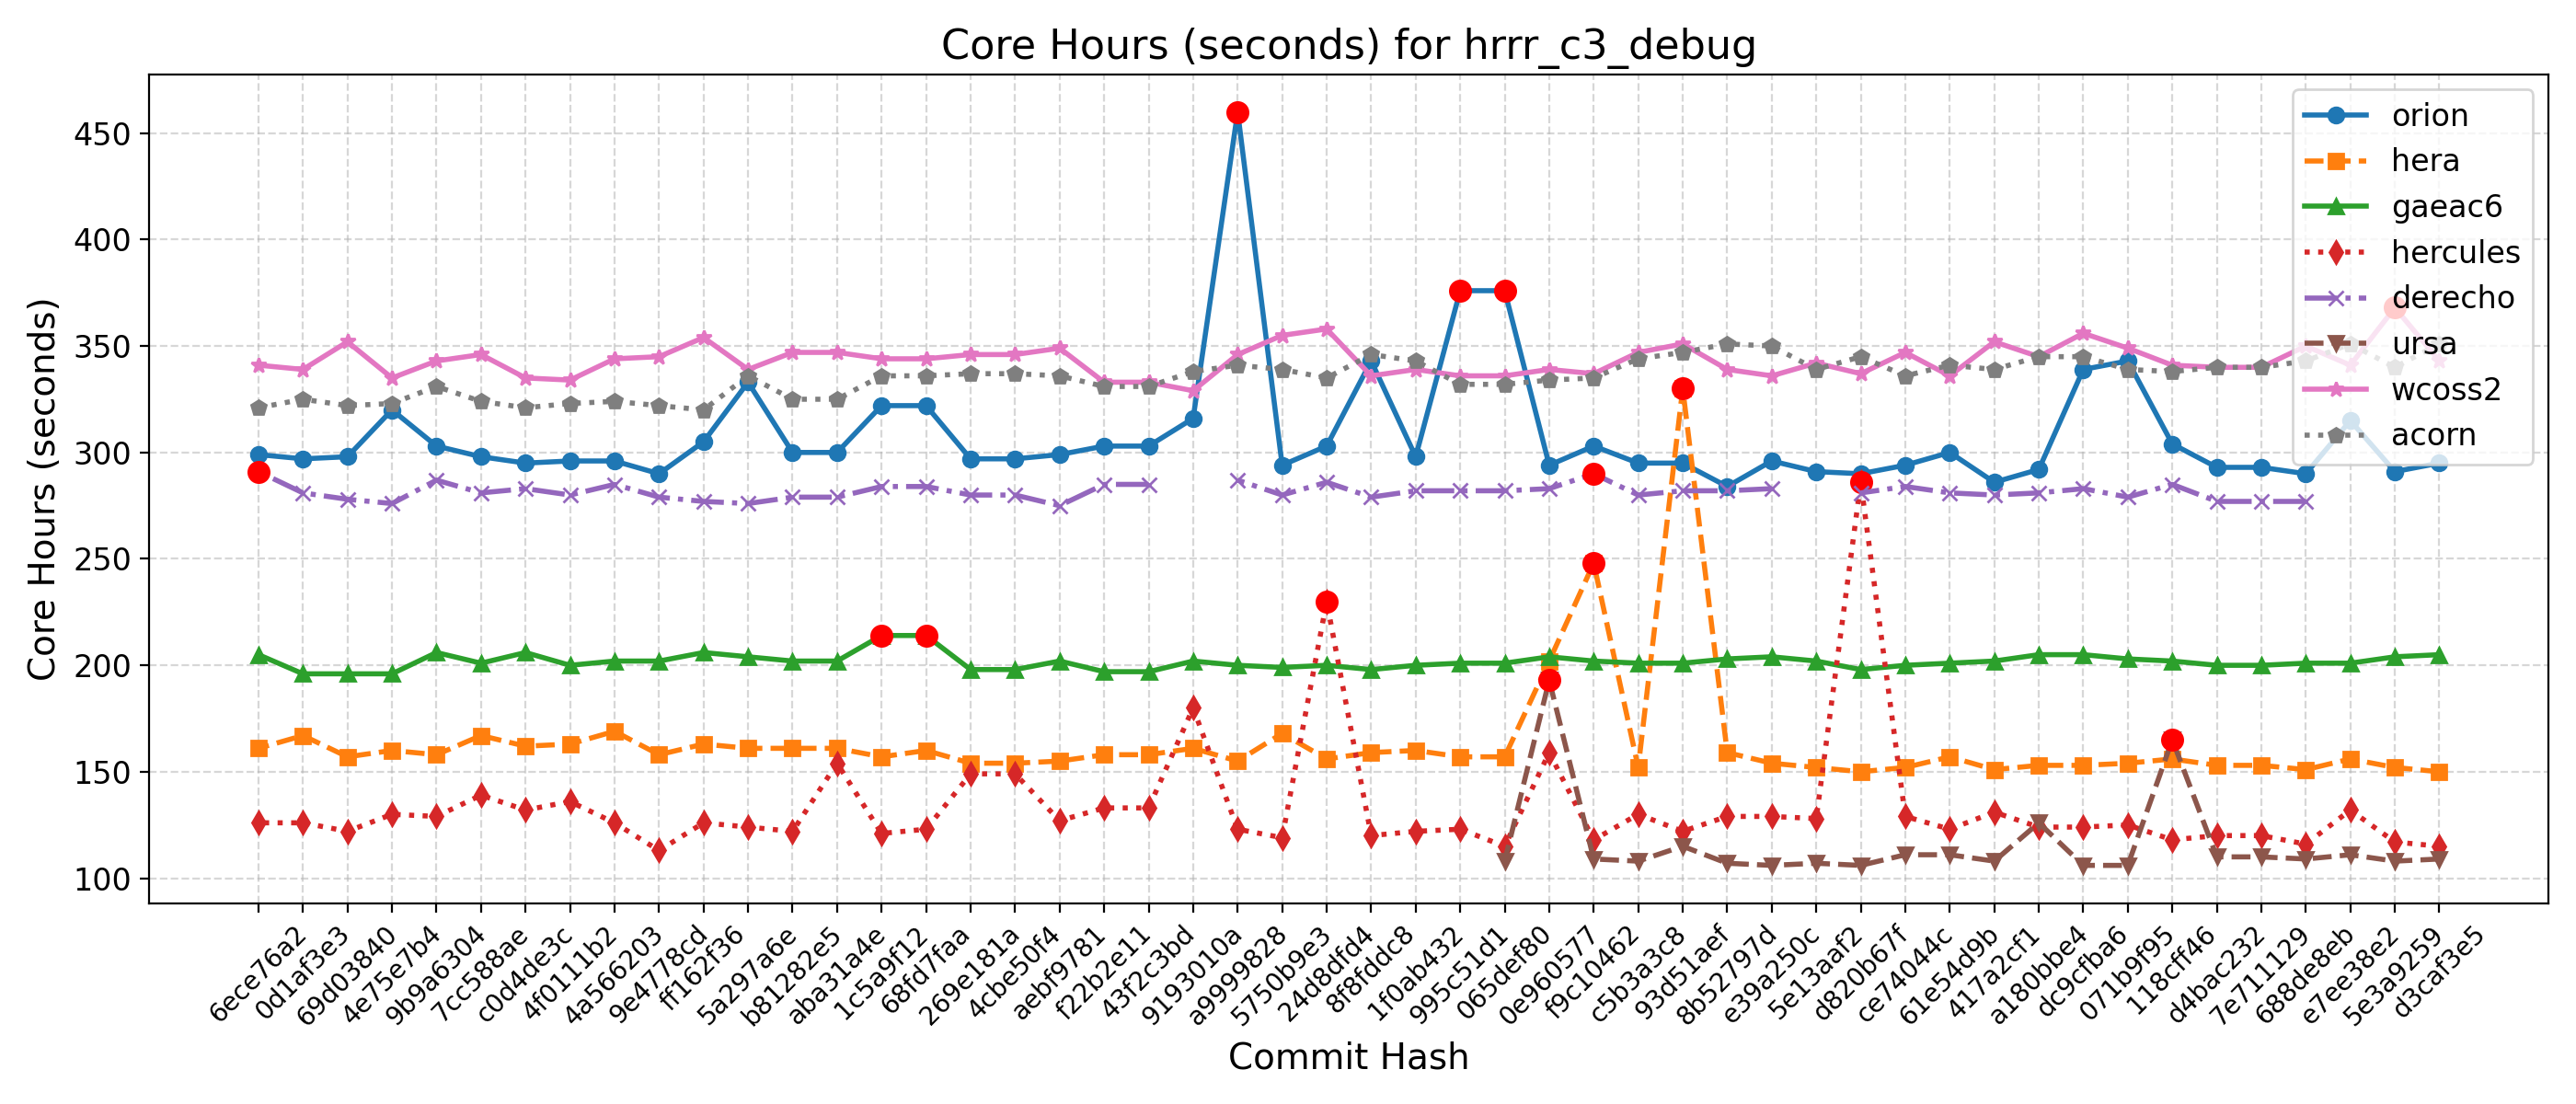 Core Hours (seconds) for hrrr_c3_debug
Core Hours (seconds)
450
400
350
300
250
200
150
100
orion
hera
gaeac6
hercules
derecho
ursa
wcoss2
acorn
6ece76a2
0d1af3e3
69d03840
4e75e7b4
9b9a6304
7cc588ae
c0d4de3c
4f0111b2
4a566203
9e4778cd
ff162f36
5a297a6e
b81282e5
aba31a4e
1c5a9f12
68fd7faa
269e181a
4cbe50f4
aebf9781
f22b2e11
43f2c3bd
9193010a
a9999828
5750b9e3
24d8dfd4
8f8fddc8
1f0ab432
995c51d1
065def80
0e960577
f9c10462
c5b3a3c8
93d51aef
8b52797d
e39a250c
5e13aaf2
d820b67f
ce74044c
61e54d9b
417a2cf1
a180bbe4
dc9cfba6
071b9f95
118cff46
d4bac232
7e711129
688de8eb
e7ee38e2
5e3a9259
d3caf3e5
Commit Hash